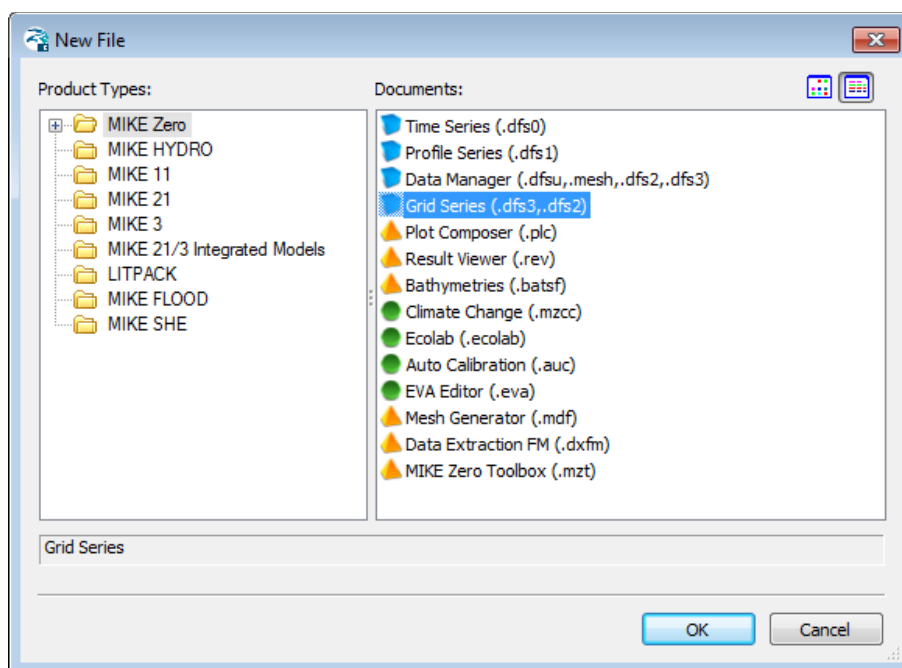 New File
Product Types:
MIKE Zero
MIKE HYDRO
MIKE 11
MIKE 21
MIKE 3
MIKE 21/3 Integrated Models
LITPACK
MIKE FLOOD
MIKE SHE
Documents:
Time Series (.dfs0)
Profile Series (.dfs1)
Data Manager (.dfsu,.mesh,.dfs2,.dfs3)
Grid Series (.dfs3,.dfs2)
Plot Composer (.plc)
Result Viewer (.rev)
Bathymetries (.batsf)
Climate Change (.mzcc)
Ecolab (.ecolab)
Auto Calibration (.auc)
EVA Editor (.eva)
Mesh Generator (.mdf)
Data Extraction FM (.dxfm)
MIKE Zero Toolbox (.mzt)
Grid Series
OK
Cancel